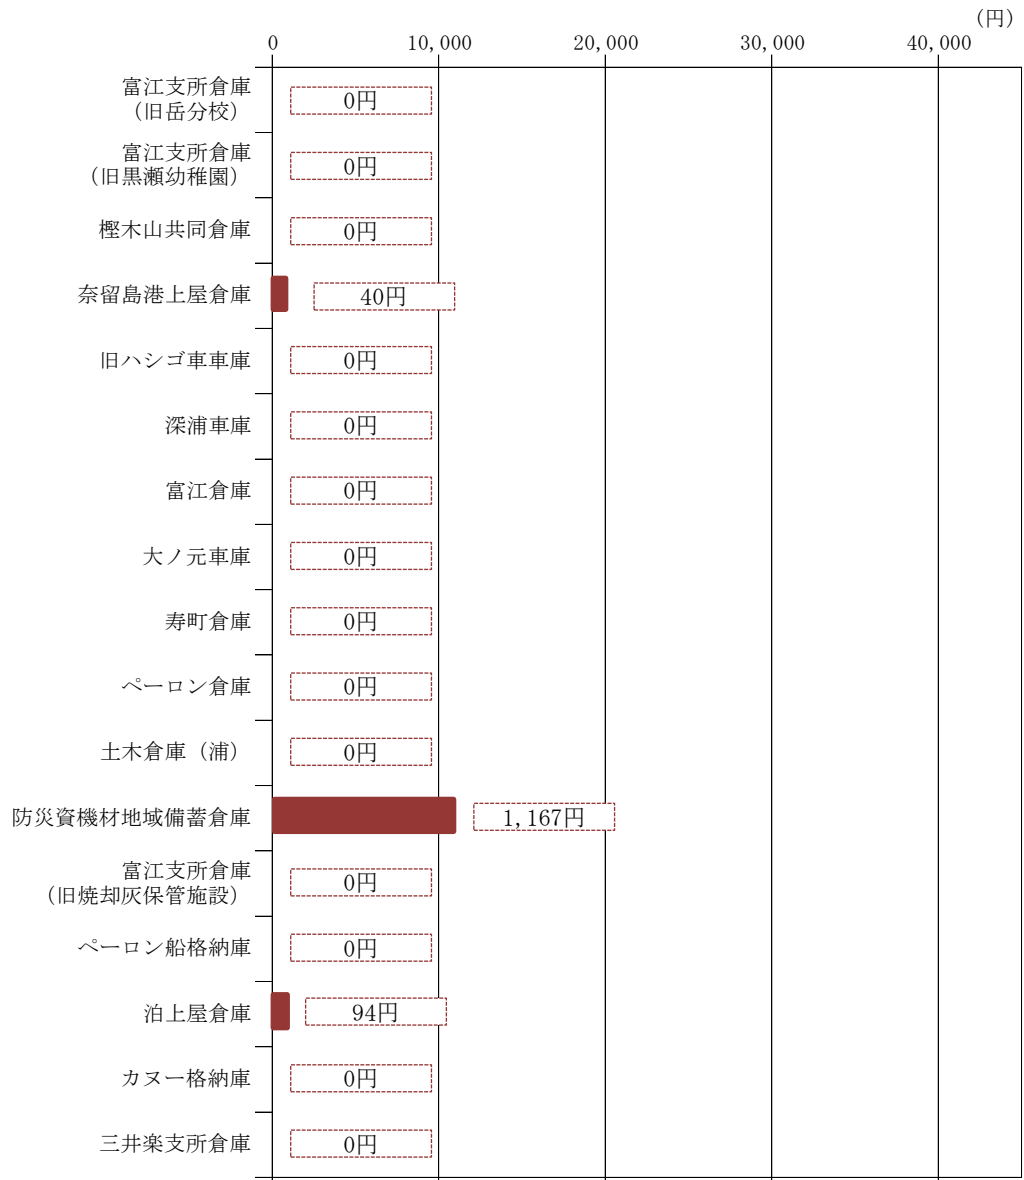 （円）
0 10,000 20,000 30,000 40,000
富江支所倉庫
（旧岳分校）
0円
富江支所倉庫
（旧黒瀬幼稚園）
0円
樫木山共同倉庫
0円
奈留島港上屋倉庫
40円
旧ハシゴ車車庫
0円
深浦車庫
0円
富江倉庫
0円
大ノ元車庫
0円
寿町倉庫
0円
ペーロン倉庫
0円
土木倉庫（浦）
0円
防災資機材地域備蓄倉庫
1,167円
富江支所倉庫
（旧焼却灰保管施設）
0円
ペーロン船格納庫
0円
泊上屋倉庫
94円
カヌー格納庫
0円
三井楽支所倉庫
0円